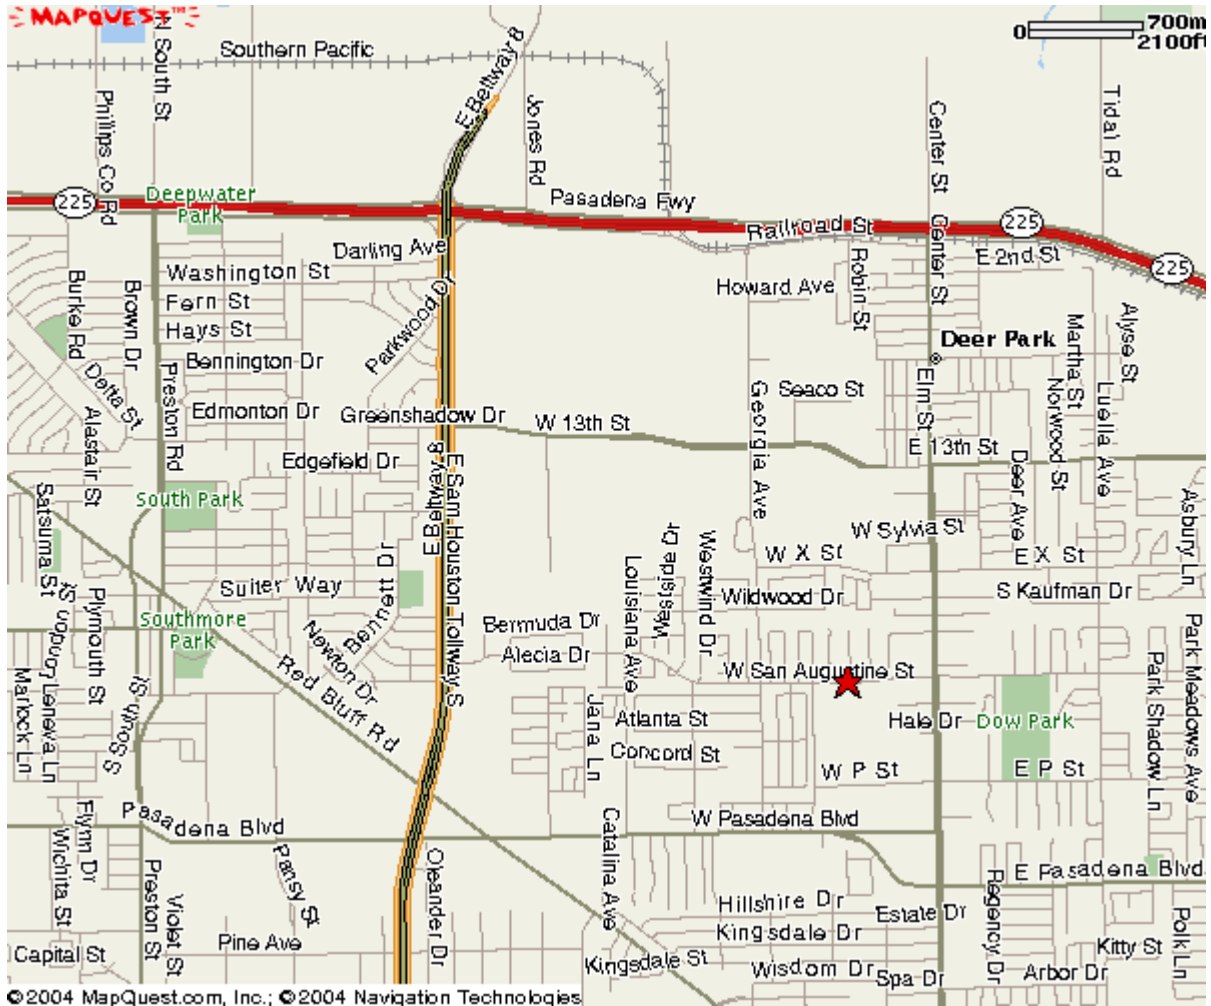 MAPQUEST™
0 700m
2100ft
Southern Pacific
N South St
E Beltway 8
Phillips Co Rd
Jones Rd
Center St
Tidal Rd
225
Deepwater
Park
Pasadena Fwy
Railroad St
225
Center St
E 2nd St
225
Darling Ave
Washington St
Fern St
Hays St
Bennington Dr
Burke Rd
Brown Dr
Parkwood Dr
Howard Ave
Robin St
Deer Park
Martha St
Alyse St
Delta St
Preston Rd
Edmonton Dr
Greenshadow Dr
W 13th St
Georgia Ave
Seaco St
Elm St
Norwood St
Luella Ave
Alastair St
Edgefield Dr
E Beltway 8
E Sam Houston Tollway S
E 13th St
Deer Ave
South Park
Satsuma St
W Sylvia St
Asbury Ln
Bennett Dr
Louisiana Ave
Wayside Dr
Westwind Dr
W X St
E X St
Suiter Way
Wildwood Dr
S Kaufman Dr
Plymouth St
Southmore
Park
Newton Dr
Bermuda Dr
Alecia Dr
W San Augustine St
Park Meadows Ave
Park Shadow Ln
Marlock Ln
Leneva Ln
S South St
Red Bluff Rd
Jana Ln
Atlanta St
Concord St
Hale Dr
Dow Park
W P St
E P St
Pasadena Blvd
W Pasadena Blvd
Flynn Dr
Wichita St
Pansy St
Oleander Dr
Catalina Ave
E Pasadena Blvd
Preston St
Violet St
Hillshire Dr
Estate Dr
Regency Dr
Polk Ln
Capital St
Pine Ave
Kingsdale Dr
Kingsdale St
Wisdom Dr
Spa Dr
Arbor Dr
Kitty St
©2004 MapQuest.com, Inc.; ©2004 Navigation Technologies